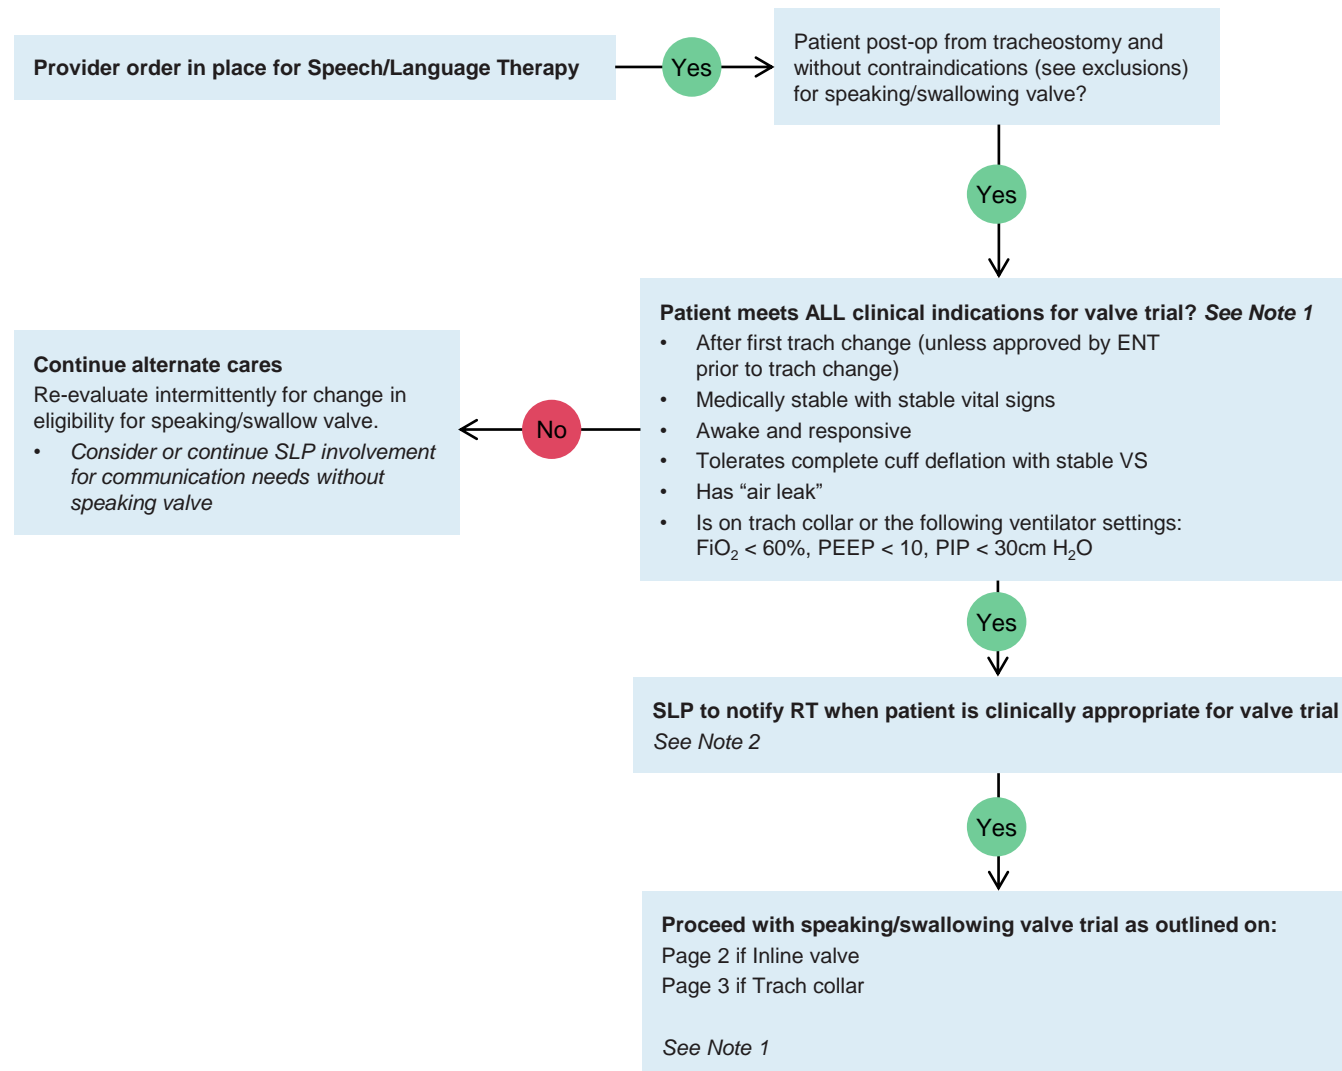 Provider order in place for Speech/Language Therapy
Yes
Patient post-op from tracheostomy and
without contraindications (see exclusions)
for speaking/swallowing valve?
Yes
Patient meets ALL clinical indications for valve trial? See Note 1
• After first trach change (unless approved by ENT
prior to trach change)
• Medically stable with stable vital signs
• Awake and responsive
• Tolerates complete cuff deflation with stable VS
• Has “air leak”
• Is on trach collar or the following ventilator settings:
FiO₂ < 60%, PEEP < 10, PIP < 30cm H₂O
No
Continue alternate cares
Re-evaluate intermittently for change in
eligibility for speaking/swallow valve.
• Consider or continue SLP involvement
for communication needs without
speaking valve
Yes
SLP to notify RT when patient is clinically appropriate for valve trial
See Note 2
Yes
Proceed with speaking/swallowing valve trial as outlined on:
Page 2 if Inline valve
Page 3 if Trach collar
See Note 1